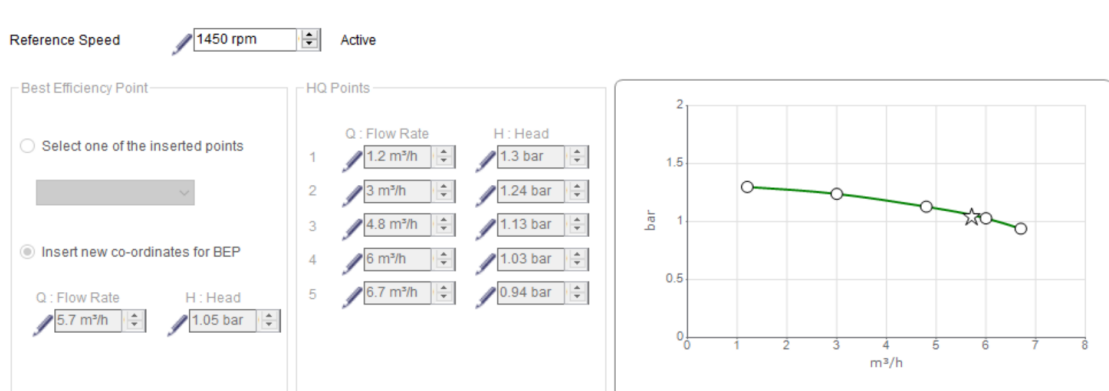 Reference Speed 1450 rpm Active
Best Efficiency Point
Select one of the inserted points
Insert new co-ordinates for BEP
Q : Flow Rate H : Head
5.7 m³/h 1.05 bar
HQ Points
Q : Flow Rate H : Head
1 1.2 m³/h 1.3 bar
2 3 m³/h 1.24 bar
3 4.8 m³/h 1.13 bar
4 6 m³/h 1.03 bar
5 6.7 m³/h 0.94 bar
2
1.5
1
0.5
0
bar
0 1 2 3 4 5 6 7 8
m³/h